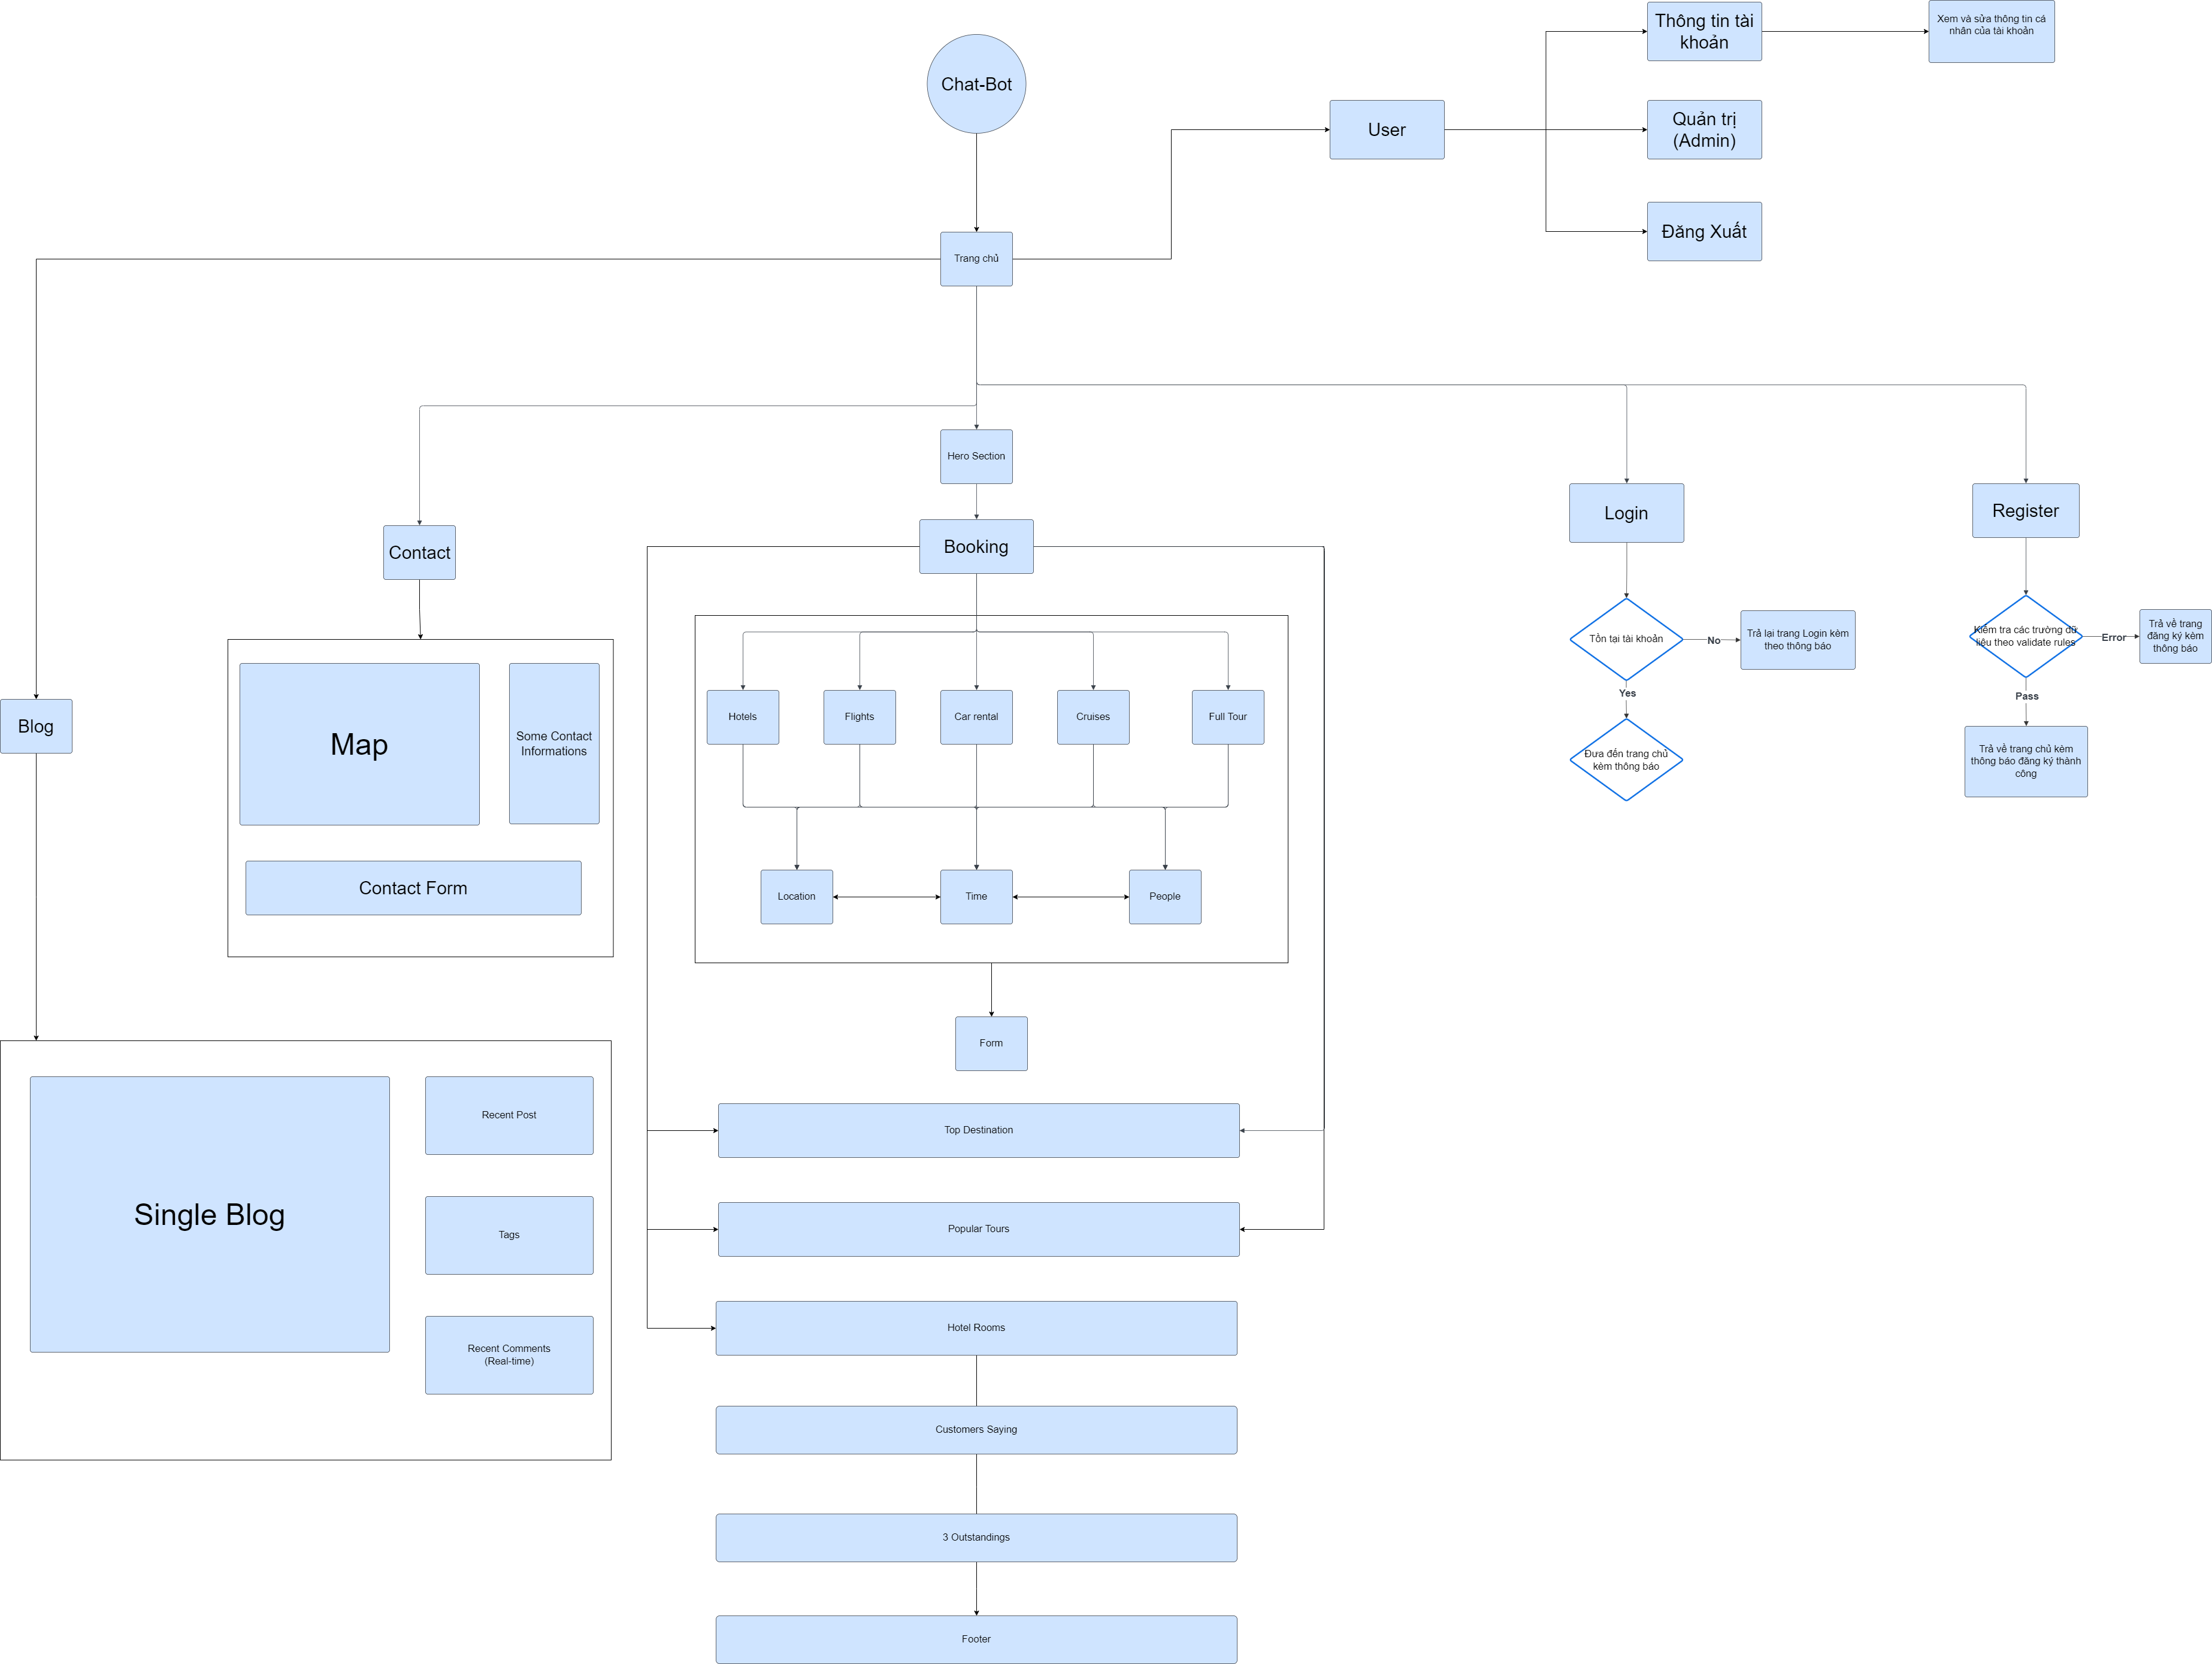 Thông tin tài
khoản
Xem và sửa thông tin cá
nhân của tài khoản
Chat-Bot
User
Quản trị
(Admin)
Đăng Xuất
Trang chủ
Hero Section
Booking
Contact
Login
Register
Tồn tại tài khoản
No
Trả lại trang Login kèm
theo thông báo
Yes
Đưa đến trang chủ
kèm thông báo
Kiểm tra các trường dữ
liệu theo validate rules
Error
Trả về trang
đăng ký kèm
thông báo
Pass
Trả về trang chủ kèm
thông báo đăng ký thành
công
Blog
Map
Some Contact
Informations
Contact Form
Hotels
Flights
Car rental
Cruises
Full Tour
Location
Time
People
Form
Single Blog
Recent Post
Tags
Recent Comments
(Real-time)
Top Destination
Popular Tours
Hotel Rooms
Customers Saying
3 Outstandings
Footer